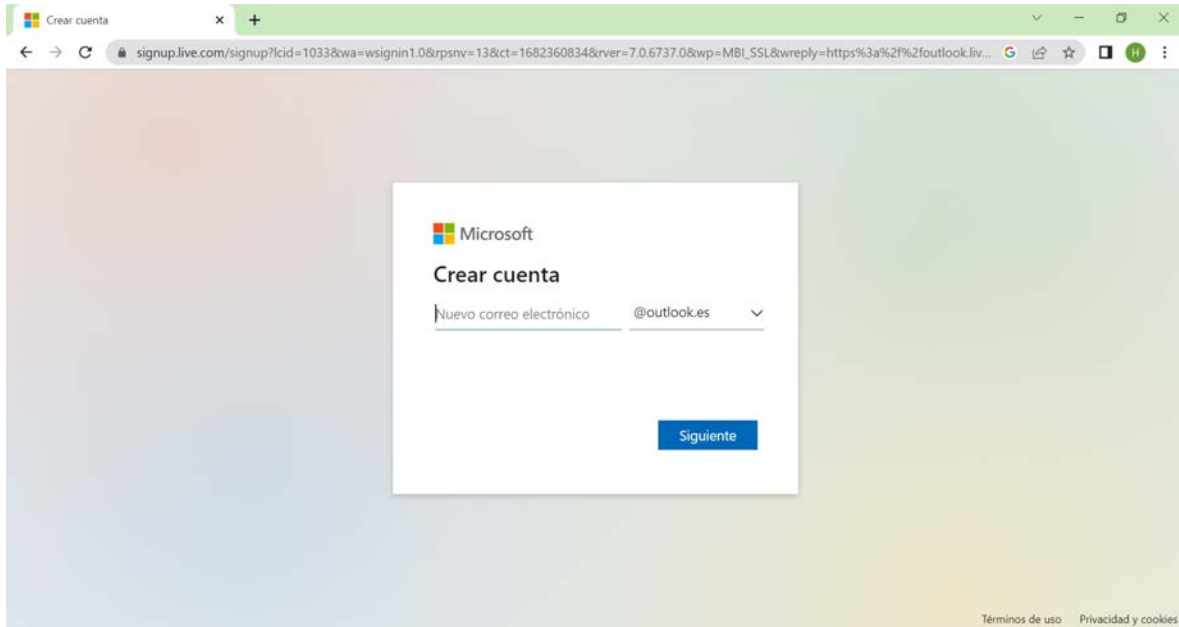 Crear cuenta
signup.live.com/signup?lcid=1033&wa=wsignin1.0&rpsnv=13&ct=1682360834&rver=7.0.6737.0&wp=MBI_SSL&wreply=https%3a%2f%2foutlook.liv...
Microsoft
Crear cuenta
Nuevo correo electrónico @outlook.es
Siguiente
Términos de uso Privacidad y cookies